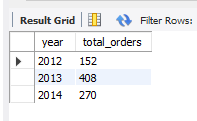 Result Grid Filter Rows:
year total_orders
2012 152
2013 408
2014 270